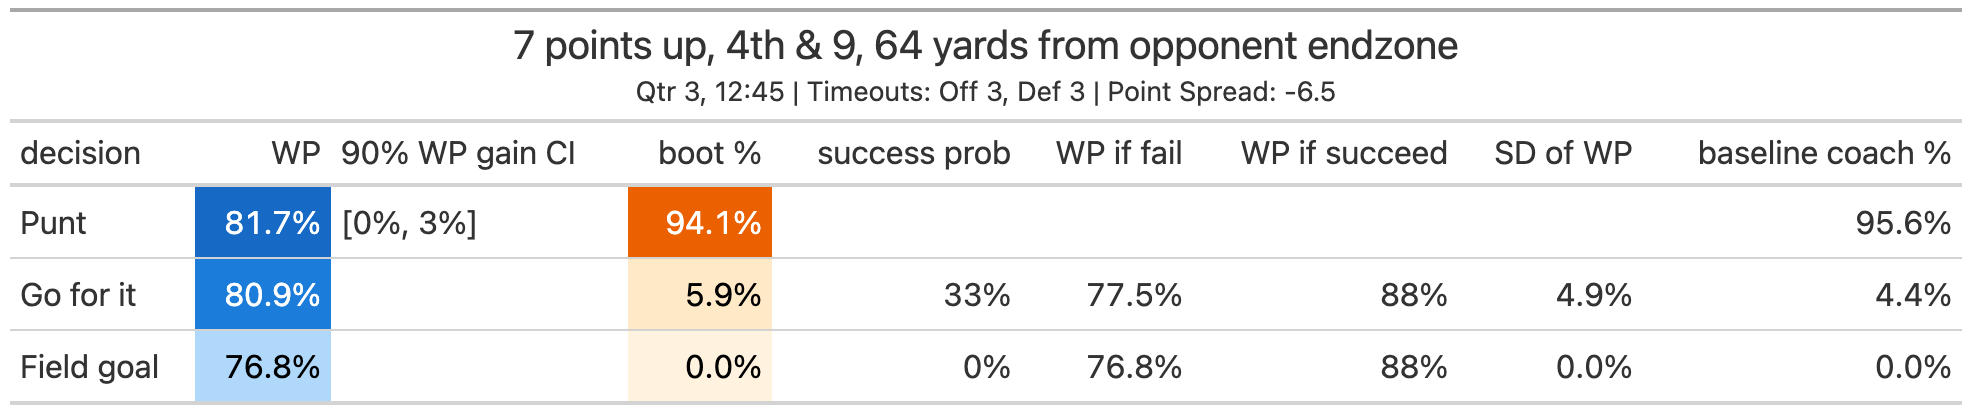 7 points up, 4th & 9, 64 yards from opponent endzone
Qtr 3, 12:45 | Timeouts: Off 3, Def 3 | Point Spread: -6.5
decision WP 90% WP gain CI boot % success prob WP if fail WP if succeed SD of WP baseline coach %
Punt 81.7% [0%, 3%] 94.1% 95.6%
Go for it 80.9% 5.9% 33% 77.5% 88% 4.9% 4.4%
Field goal 76.8% 0.0% 0% 76.8% 88% 0.0% 0.0%